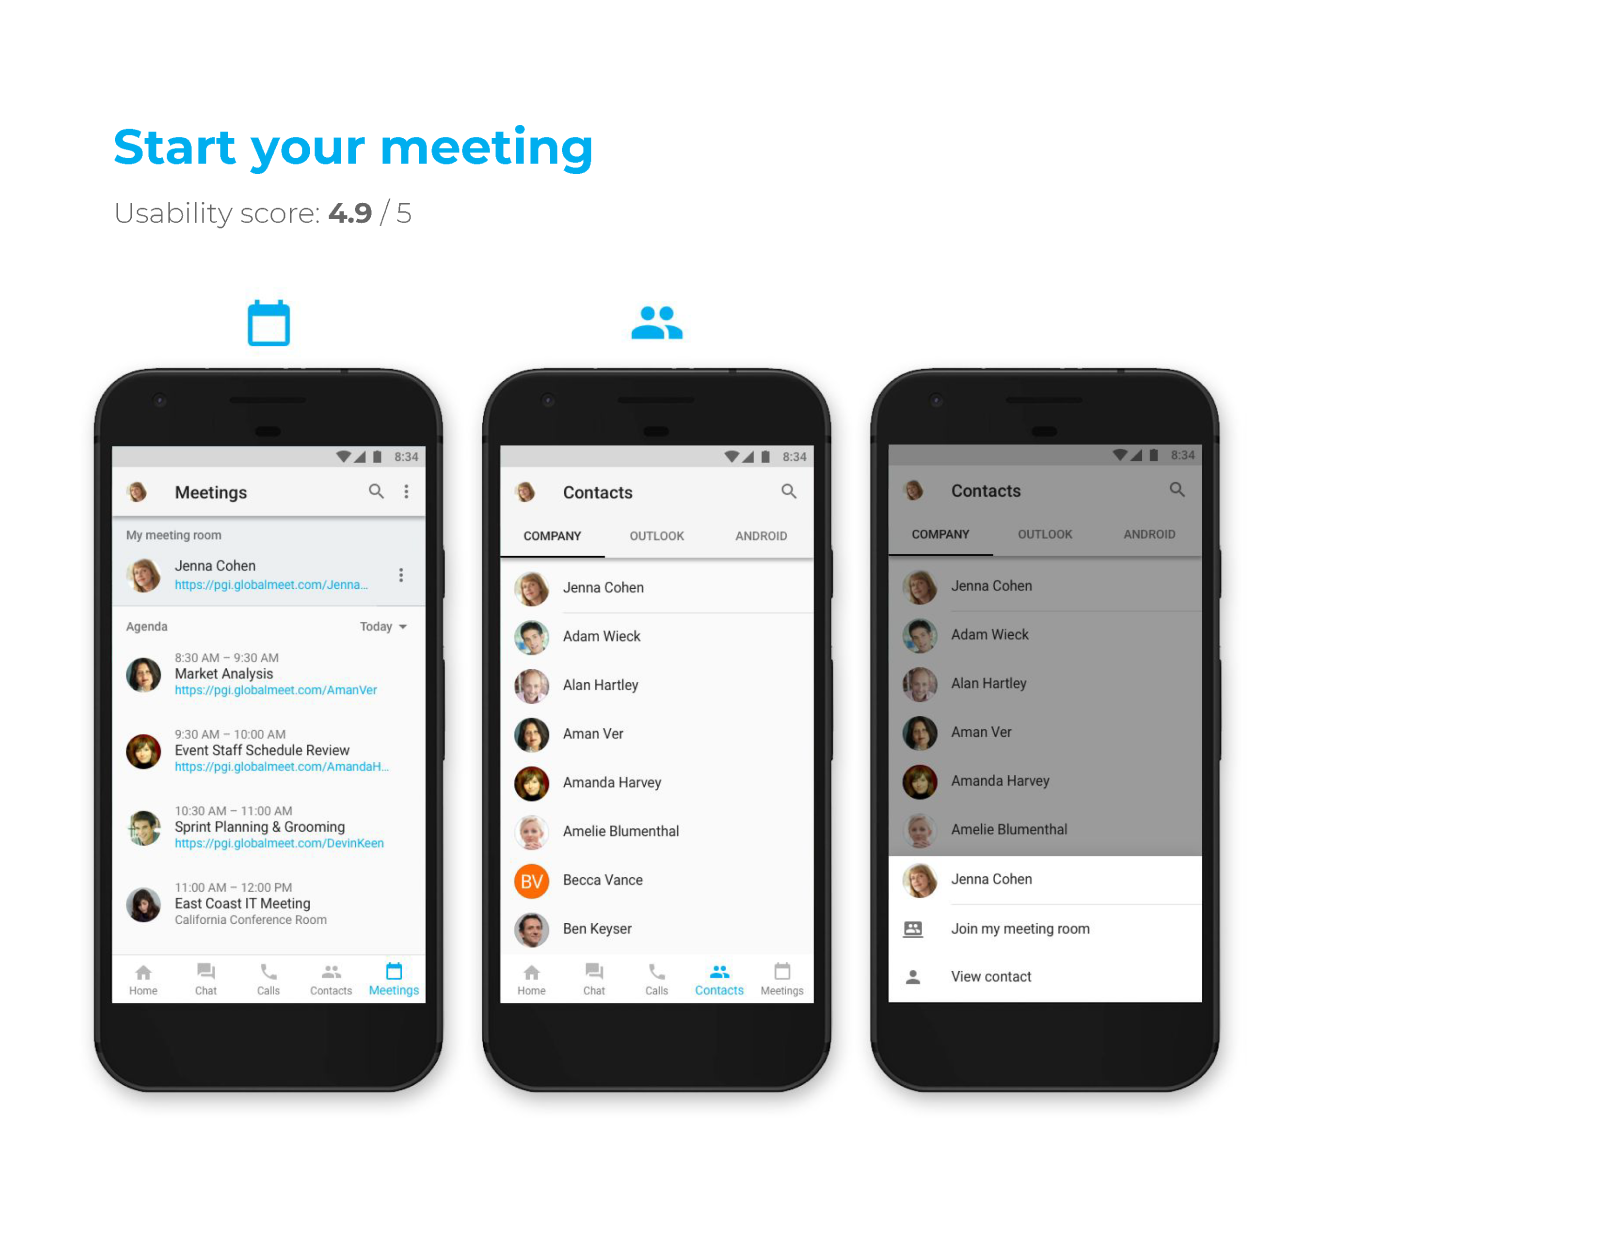 Start your meeting
Usability score: 4.9 / 5
8:34
Meetings
My meeting room
Jenna Cohen
https://pgi.globalmeet.com/Jenna...
Agenda
Today
8:30 AM – 9:30 AM
Market Analysis
https://pgi.globalmeet.com/AmanVer
9:30 AM – 10:00 AM
Event Staff Schedule Review
https://pgi.globalmeet.com/AmandaH...
10:30 AM – 11:00 AM
Sprint Planning & Grooming
https://pgi.globalmeet.com/DevinKeen
11:00 AM – 12:00 PM
East Coast IT Meeting
California Conference Room
Home Chat Calls Contacts Meetings
8:34
Contacts
COMPANY OUTLOOK ANDROID
Jenna Cohen
Adam Wieck
Alan Hartley
Aman Ver
Amanda Harvey
Amelie Blumenthal
BV Becca Vance
Ben Keyser
Home Chat Calls Contacts Meetings
8:34
Contacts
COMPANY OUTLOOK ANDROID
Jenna Cohen
Adam Wieck
Alan Hartley
Aman Ver
Amanda Harvey
Amelie Blumenthal
Jenna Cohen
Join my meeting room
View contact